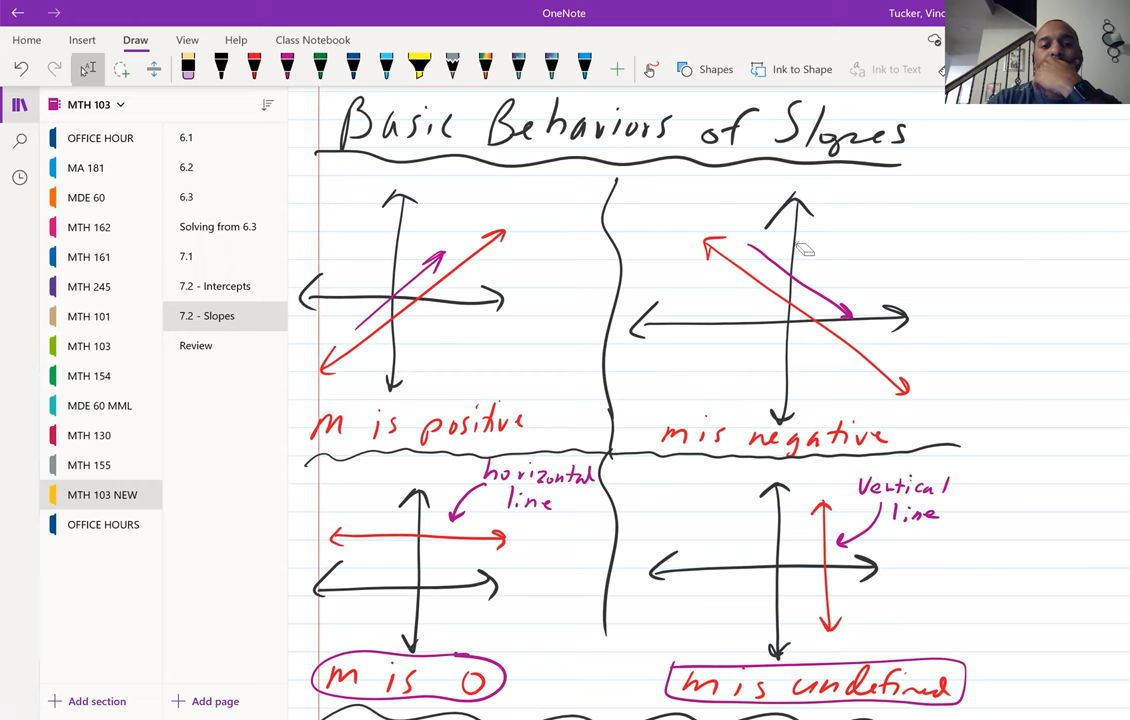 OneNote
Tucker, Vinc
Home
Insert
Draw
View
Help
Class Notebook
Shapes
Ink to Shape
Ink to Text
MTH 103
OFFICE HOUR
MA 181
MDE 60
MTH 162
MTH 161
MTH 245
MTH 101
MTH 103
MTH 154
MDE 60 MML
MTH 130
MTH 155
MTH 103 NEW
OFFICE HOURS
Add section
6.1
6.2
6.3
Solving from 6.3
7.1
7.2 - Intercepts
7.2 - Slopes
Review
Add page
Basic Behaviors of Slopes
m is positive
m is negative
horizontal
line
Vertical
line
m is 0
m is undefined